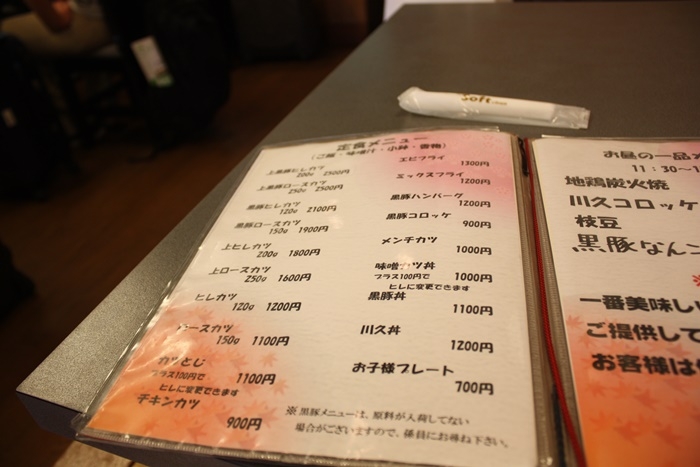 Soft
定食メニュー
(ご飯・味噌汁・小鉢・香物)
上黒豚ヒレカツ
200g 2500円
上黒豚ロースカツ
250g 2500円
黒豚ヒレカツ
120g 2100円
黒豚ロースカツ
150g 1900円
上ヒレカツ
200g 1800円
上ロースカツ
250g 1600円
ヒレカツ
120g 1200円
ロースカツ
150g 1100円
カツとじ
プラス100円で 1100円
ヒレに変更できます
チキンカツ
900円
エビフライ
1300円
ミックスフライ
1200円
黒豚ハンバーグ
1200円
黒豚コロッケ
900円
メンチカツ
1000円
味噌カツ丼
プラス100円で 1000円
ヒレに変更できます
黒豚丼
1100円
川久丼
1200円
お子様プレート
700円
※黒豚メニューは、原料が入荷してない
場合がございますので、係員にお尋ね下さい。
お昼の一品
11:30~1
地鶏炭火焼
川久コロッケ
枝豆
黒豚なんコ
一番美味しい
ご提供して
お客様は